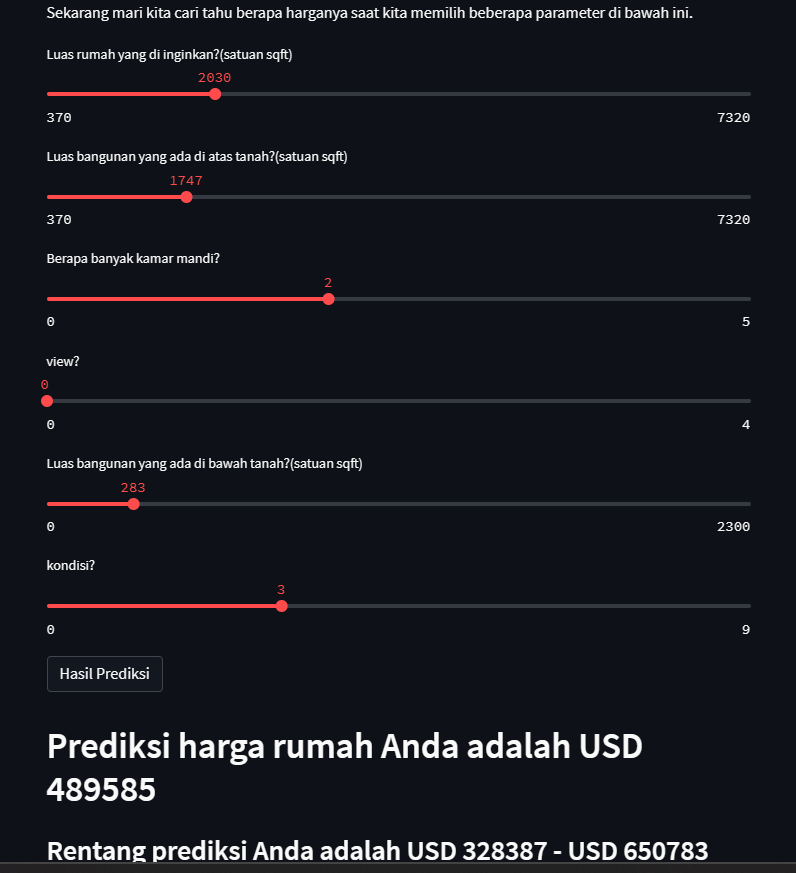 Sekarang mari kita cari tahu berapa harganya saat kita memilih beberapa parameter di bawah ini.
Luas rumah yang di inginkan?(satuan sqft)
2030
370 7320
Luas bangunan yang ada di atas tanah?(satuan sqft)
1747
370 7320
Berapa banyak kamar mandi?
2
0 5
view?
0
0 4
Luas bangunan yang ada di bawah tanah?(satuan sqft)
283
0 2300
kondisi?
3
0 9
Hasil Prediksi
Prediksi harga rumah Anda adalah USD
489585
Rentang prediksi Anda adalah USD 328387 - USD 650783